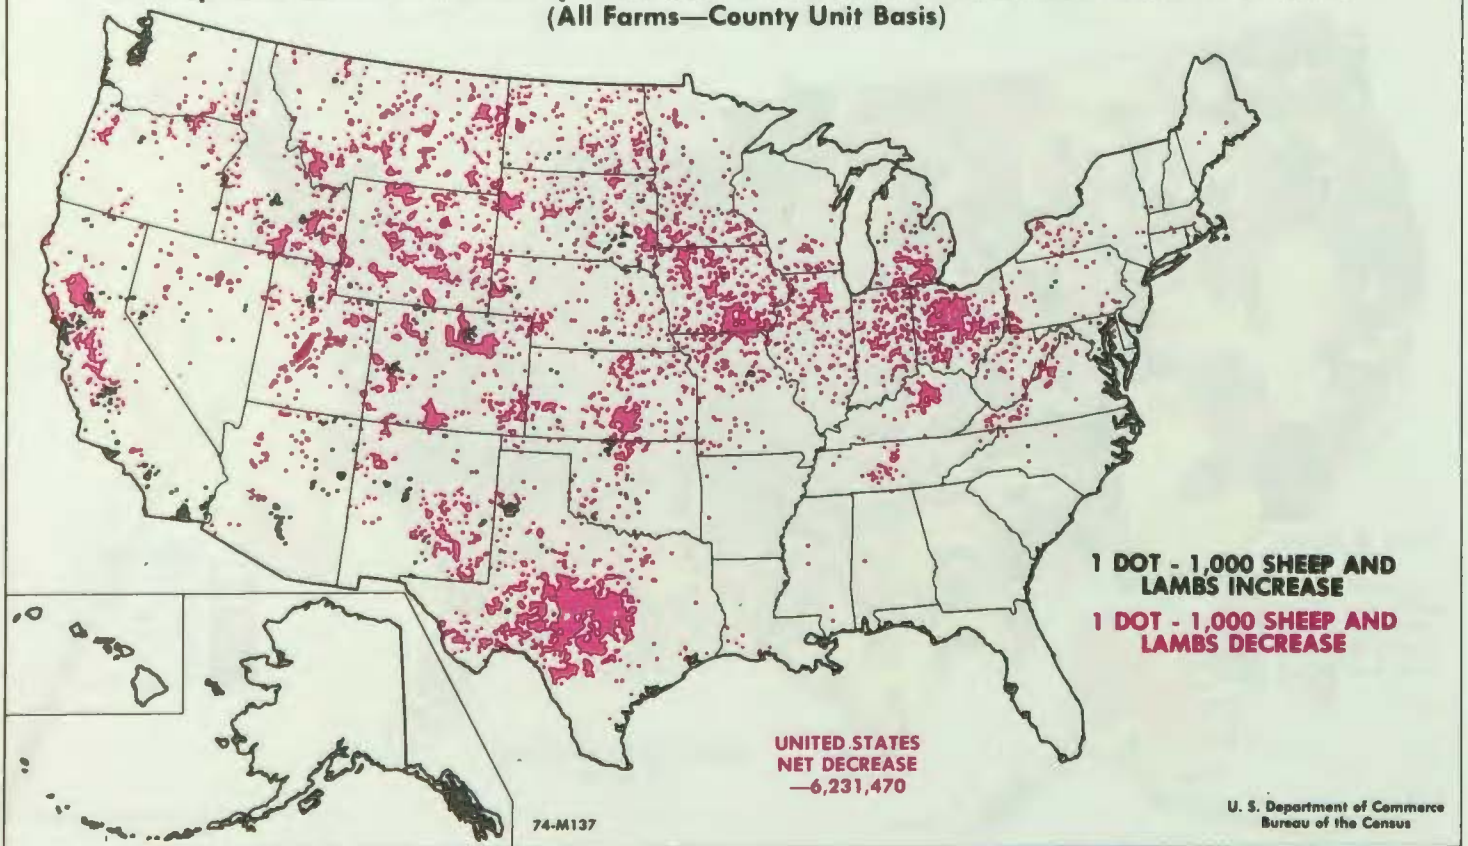 (All Farms—County Unit Basis)
1 DOT - 1,000 SHEEP AND
LAMBS INCREASE
1 DOT - 1,000 SHEEP AND
LAMBS DECREASE
UNITED STATES
NET DECREASE
—6,231,470
74-M137
U. S. Department of Commerce
Bureau of the Census